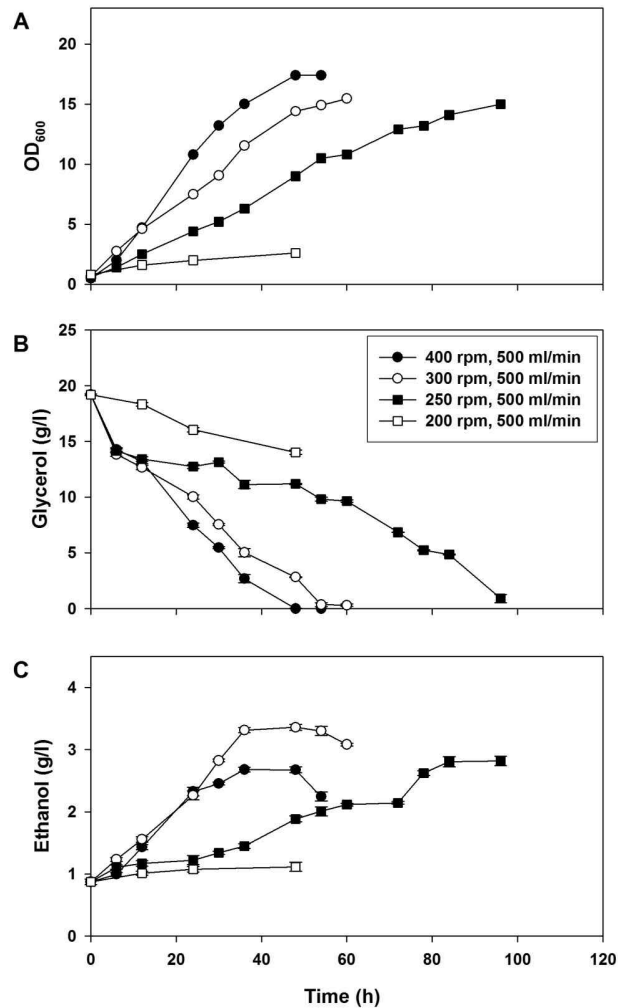 A
20
15
10
5
0
OD600
B
25
20
15
10
5
0
Glycerol (g/l)
400 rpm, 500 ml/min
300 rpm, 500 ml/min
250 rpm, 500 ml/min
200 rpm, 500 ml/min
C
4
3
2
1
0
Ethanol (g/l)
0 20 40 60 80 100 120
Time (h)